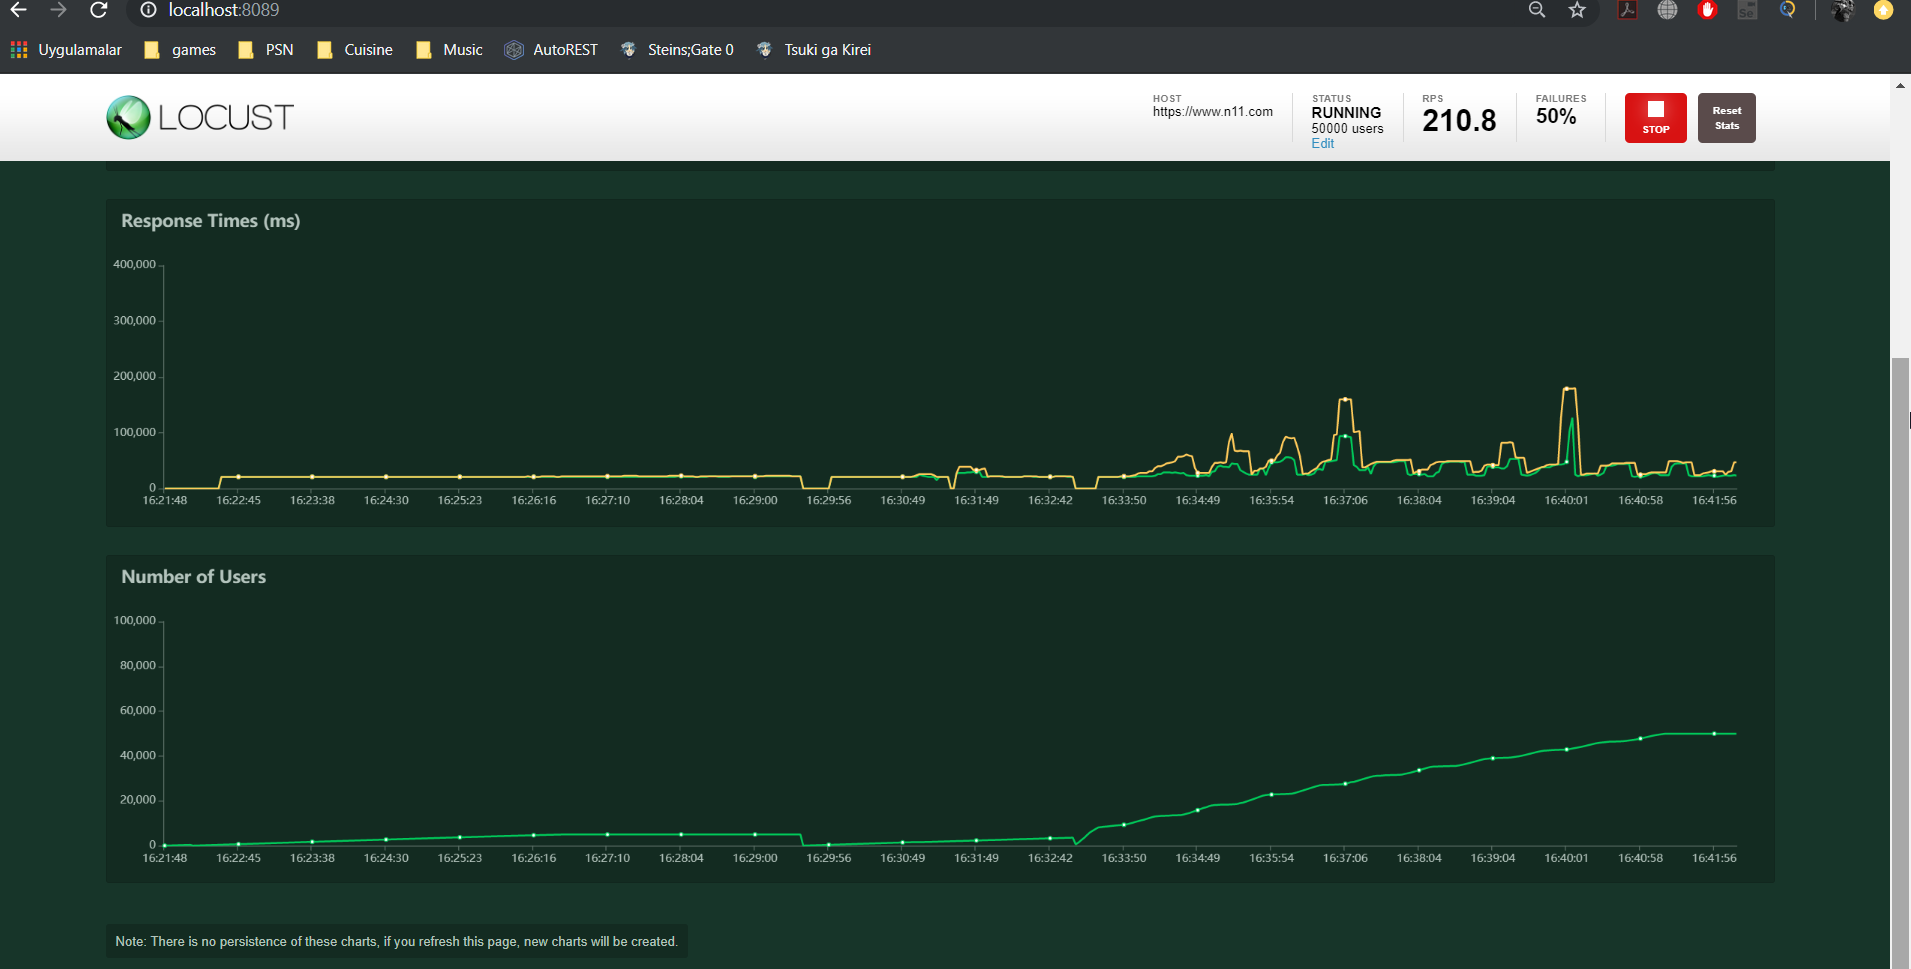 localhost:8089
Uygulamalar games PSN Cuisine Music AutoREST Steins;Gate 0 Tsuki ga Kirei
LOCUST
HOST
https://www.n11.com
STATUS
RUNNING
50000 users
Edit
RPS
210.8
FAILURES
50%
STOP
Reset
Stats
Response Times (ms)
400,000
300,000
200,000
100,000
0
16:21:48 16:22:45 16:23:38 16:24:30 16:25:23 16:26:16 16:27:10 16:28:04 16:29:00 16:29:56 16:30:49 16:31:49 16:32:42 16:33:50 16:34:49 16:35:54 16:37:06 16:38:04 16:39:04 16:40:01 16:40:58 16:41:56
Number of Users
100,000
80,000
60,000
40,000
20,000
0
16:21:48 16:22:45 16:23:38 16:24:30 16:25:23 16:26:16 16:27:10 16:28:04 16:29:00 16:29:56 16:30:49 16:31:49 16:32:42 16:33:50 16:34:49 16:35:54 16:37:06 16:38:04 16:39:04 16:40:01 16:40:58 16:41:56
Note: There is no persistence of these charts, if you refresh this page, new charts will be created.